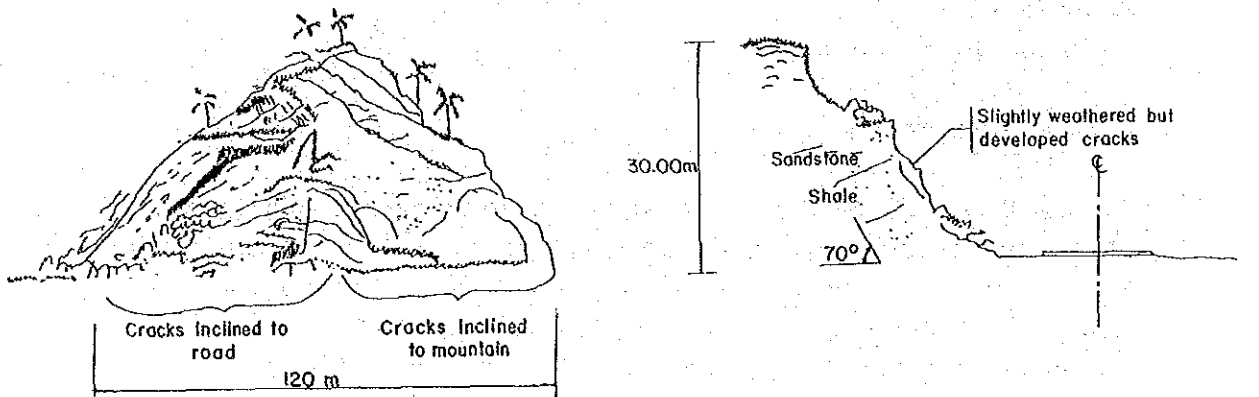 Cracks Inclined to
road
Cracks Inclined
to mountain
120 m
30.00m
Sandstone
Shale
70°
Slightly weathered but
developed cracks
℄